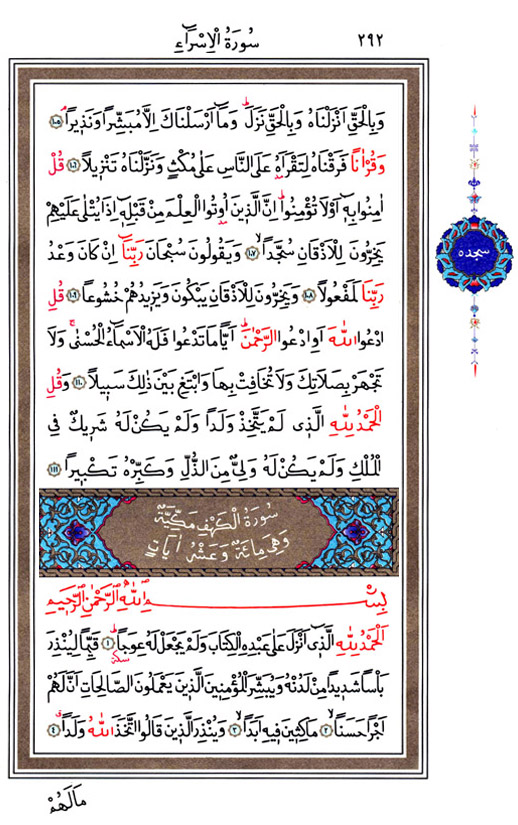 ٢٩٢
سُورَةُ الْاِسْرَٓاءِ
وَبِالْحَقِّ اَنْزَلْنَاهُ وَبِالْحَقِّ نَزَلَۜ وَمَٓا اَرْسَلْنَاكَ اِلَّا مُبَشِّرًا وَنَذ۪يرًاۢ ﴿١٠٥﴾
وَقُرْاٰنًا فَرَقْنَاهُ لِتَقْرَاَهُ عَلَى النَّاسِ عَلٰى مُكْثٍ وَنَزَّلْنَاهُ تَنْز۪يلًا ﴿١٠٦﴾ قُلْ
اٰمِنُوا بِه۪ٓ اَوْ لَا تُؤْمِنُواۜ اِنَّ الَّذ۪ينَ اُو۫تُوا الْعِلْمَ مِنْ قَبْلِه۪ٓ اِذَا يُتْلٰى عَلَيْهِمْ
يَخِرُّونَ لِلْاَذْقَانِ سُجَّدًاۙ ﴿١٠٧﴾ وَيَقُولُونَ سُبْحَانَ رَبِّنَٓا اِنْ كَانَ وَعْدُ
رَبِّنَا لَمَفْعُولًا ﴿١٠٨﴾ وَيَخِرُّونَ لِلْاَذْقَانِ يَبْكُونَ وَيَز۪يدُهُمْ خُشُوعًا ﴿١٠٩﴾ قُلِ
ادْعُوا اللّٰهَ اَوِ ادْعُوا الرَّحْمٰنَۜ اَيًّا مَا تَدْعُوا فَلَهُ الْاَسْمَٓاءُ الْحُسْنٰىۚ وَلَا
تَجْهَرْ بِصَلَاتِكَ وَلَا تُخَافِتْ بِهَا وَابْتَغِ بَيْنَ ذٰلِكَ سَب۪يلًا ﴿١١٠﴾ وَقُلِ
الْحَمْدُ لِلّٰهِ الَّذ۪ي لَمْ يَتَّخِذْ وَلَدًا وَلَمْ يَكُنْ لَهُ شَر۪يكٌ فِي
الْمُلْكِ وَلَمْ يَكُنْ لَهُ وَلِيٌّ مِنَ الذُّلِّ وَكَبِّرْهُ تَكْب۪يرًا ﴿١١١﴾
سجده
سُورَةُ الْكَهْفِ مَكِّيَّةٌ
وَهِيَ مِائَةٌ وَعَشْرُ اٰيَاتٍ
بِسْمِ اللّٰهِ الرَّحْمٰنِ الرَّح۪يمِ
اَلْحَمْدُ لِلّٰهِ الَّذ۪ٓي اَنْزَلَ عَلٰى عَبْدِهِ الْكِتَابَ وَلَمْ يَجْعَلْ لَهُ عِوَجًاۜ ﴿١﴾ قَيِّمًا لِيُنْذِرَ
سكته
بَاْسًا شَد۪يدًا مِنْ لَدُنْهُ وَيُبَشِّرَ الْمُؤْمِن۪ينَ الَّذ۪ينَ يَعْمَلُونَ الصَّالِحَاتِ اَنَّ لَهُمْ
اَجْرًا حَسَنًاۙ ﴿٢﴾ مَاكِث۪ينَ ف۪يهِ اَبَدًاۙ ﴿٣﴾ وَيُنْذِرَ الَّذ۪ينَ قَالُوا اتَّخَذَ اللّٰهُ وَلَدًاۗ ﴿٤﴾
مَا لَهُمْ